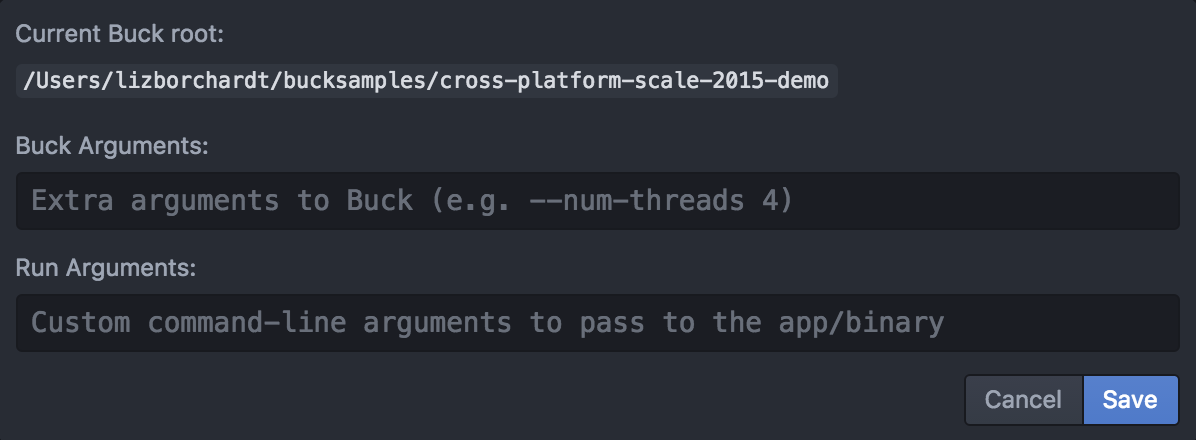 Current Buck root:
/Users/lizborchardt/bucksamples/cross-platform-scale-2015-demo
Buck Arguments:
Extra arguments to Buck (e.g. --num-threads 4)
Run Arguments:
Custom command-line arguments to pass to the app/binary
Cancel Save